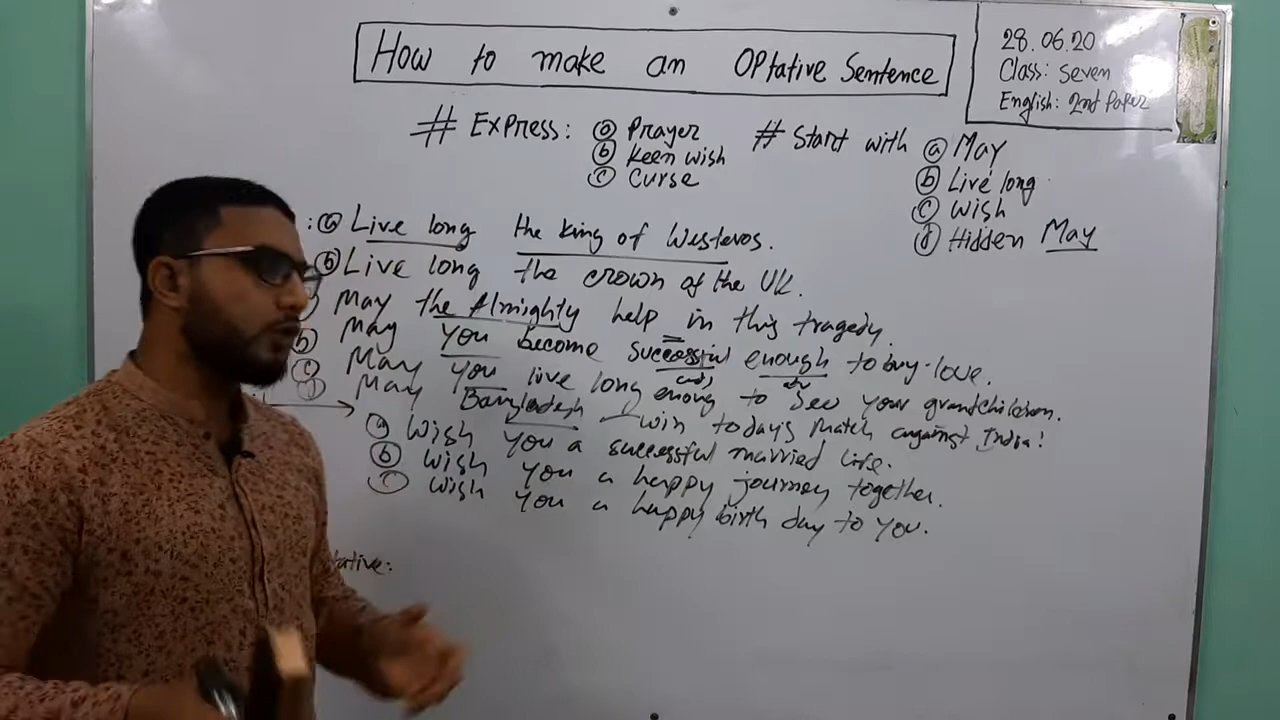 How to make an Optative Sentence
28.06.20
Class: Seven
English: 2nd Paper
# Express: (a) Prayer
(b) Keen wish
(c) Curse
# Start with (a) May
(b) Live long
(c) Wish
(d) Hidden May
: (a) Live long the king of Westeros.
(b) Live long the crown of the UK.
May the Almighty help in this tragedy.
(b) May you become successful enough to buy love.
(c) May you live long enong to see your grandchildren.
(d) May Bangladesh win today's match against India!
(a) Wish you a successful married life.
(b) Wish you a happy journey together.
(c) Wish you a happy birth day to you.
tative: